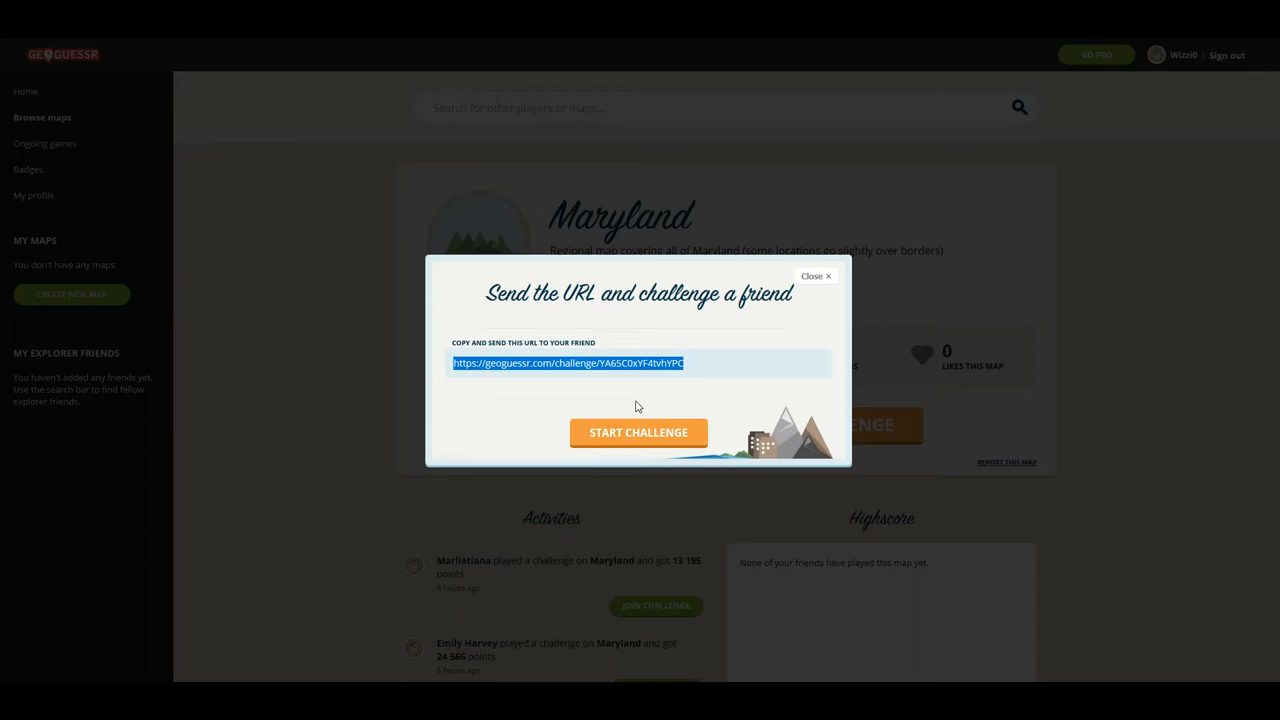 GEOGUESSR
GO PRO
Wizzi0 | Sign out
Home
Browse maps
Ongoing games
Badges
My profile
MY MAPS
You don't have any maps
CREATE NEW MAP
MY EXPLORER FRIENDS
You haven't added any friends yet.
Use the search bar to find fellow
explorer friends.
Search for other players or maps...
Maryland
Regional map covering all of Maryland (some locations go slightly over borders)
Close ×
Send the URL and challenge a friend
COPY AND SEND THIS URL TO YOUR FRIEND
https://geoguessr.com/challenge/YA65C0xYF4tvhYPC
START CHALLENGE
0
LIKES THIS MAP
REPORT THIS MAP
Activities
Marliatiana played a challenge on Maryland and got 13 195
points
JOIN CHALLENGE
Emily Harvey played a challenge on Maryland and got
24 566 points
6 hours ago
Highscore
None of your friends have played this map yet.